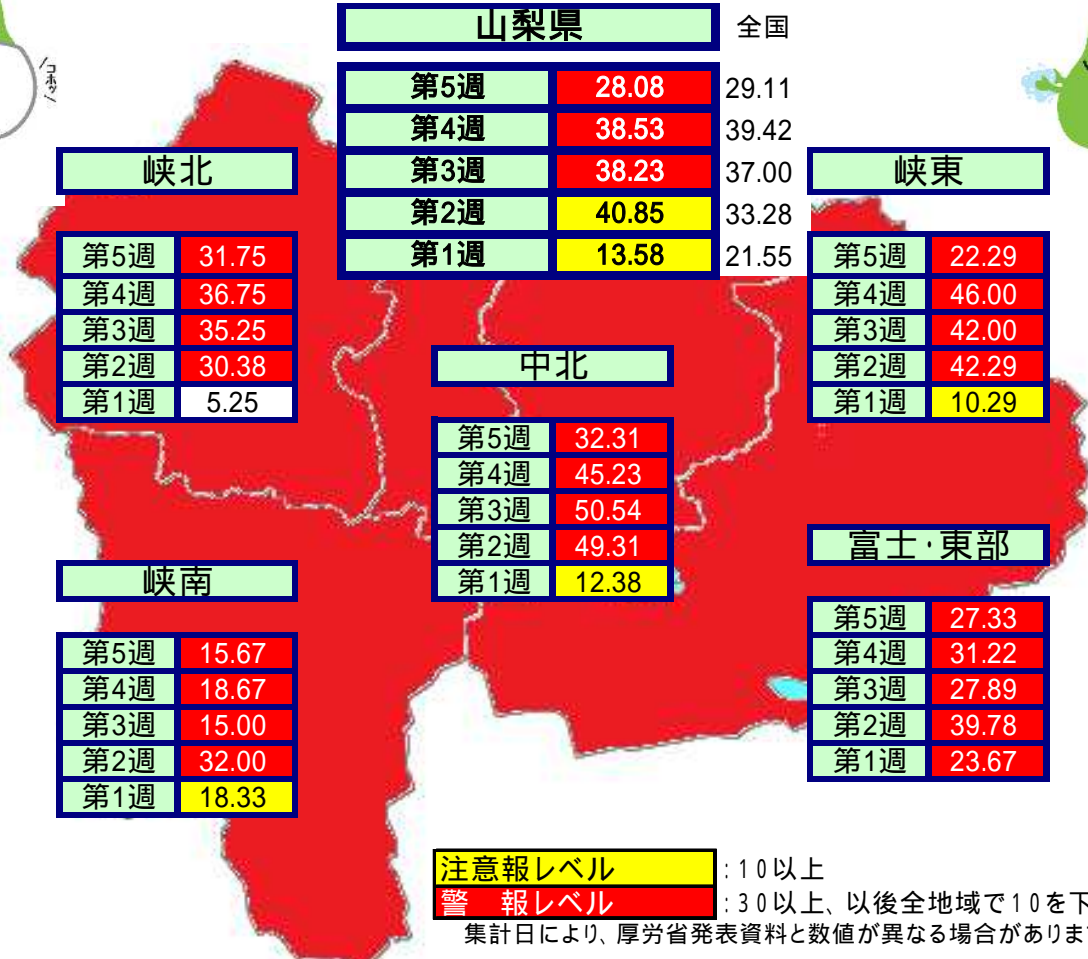 山梨県 全国
第5週 28.08 29.11
第4週 38.53 39.42
第3週 38.23 37.00
第2週 40.85 33.28
第1週 13.58 21.55
峡北
第5週 31.75
第4週 36.75
第3週 35.25
第2週 30.38
第1週 5.25
峡東
第5週 22.29
第4週 46.00
第3週 42.00
第2週 42.29
第1週 10.29
中北
第5週 32.31
第4週 45.23
第3週 50.54
第2週 49.31
第1週 12.38
峡南
第5週 15.67
第4週 18.67
第3週 15.00
第2週 32.00
第1週 18.33
富士・東部
第5週 27.33
第4週 31.22
第3週 27.89
第2週 39.78
第1週 23.67
注意報レベル :10以上
警 報レベル :30以上、以後全地域で10を下
集計日により、厚労省発表資料と数値が異なる場合がありま